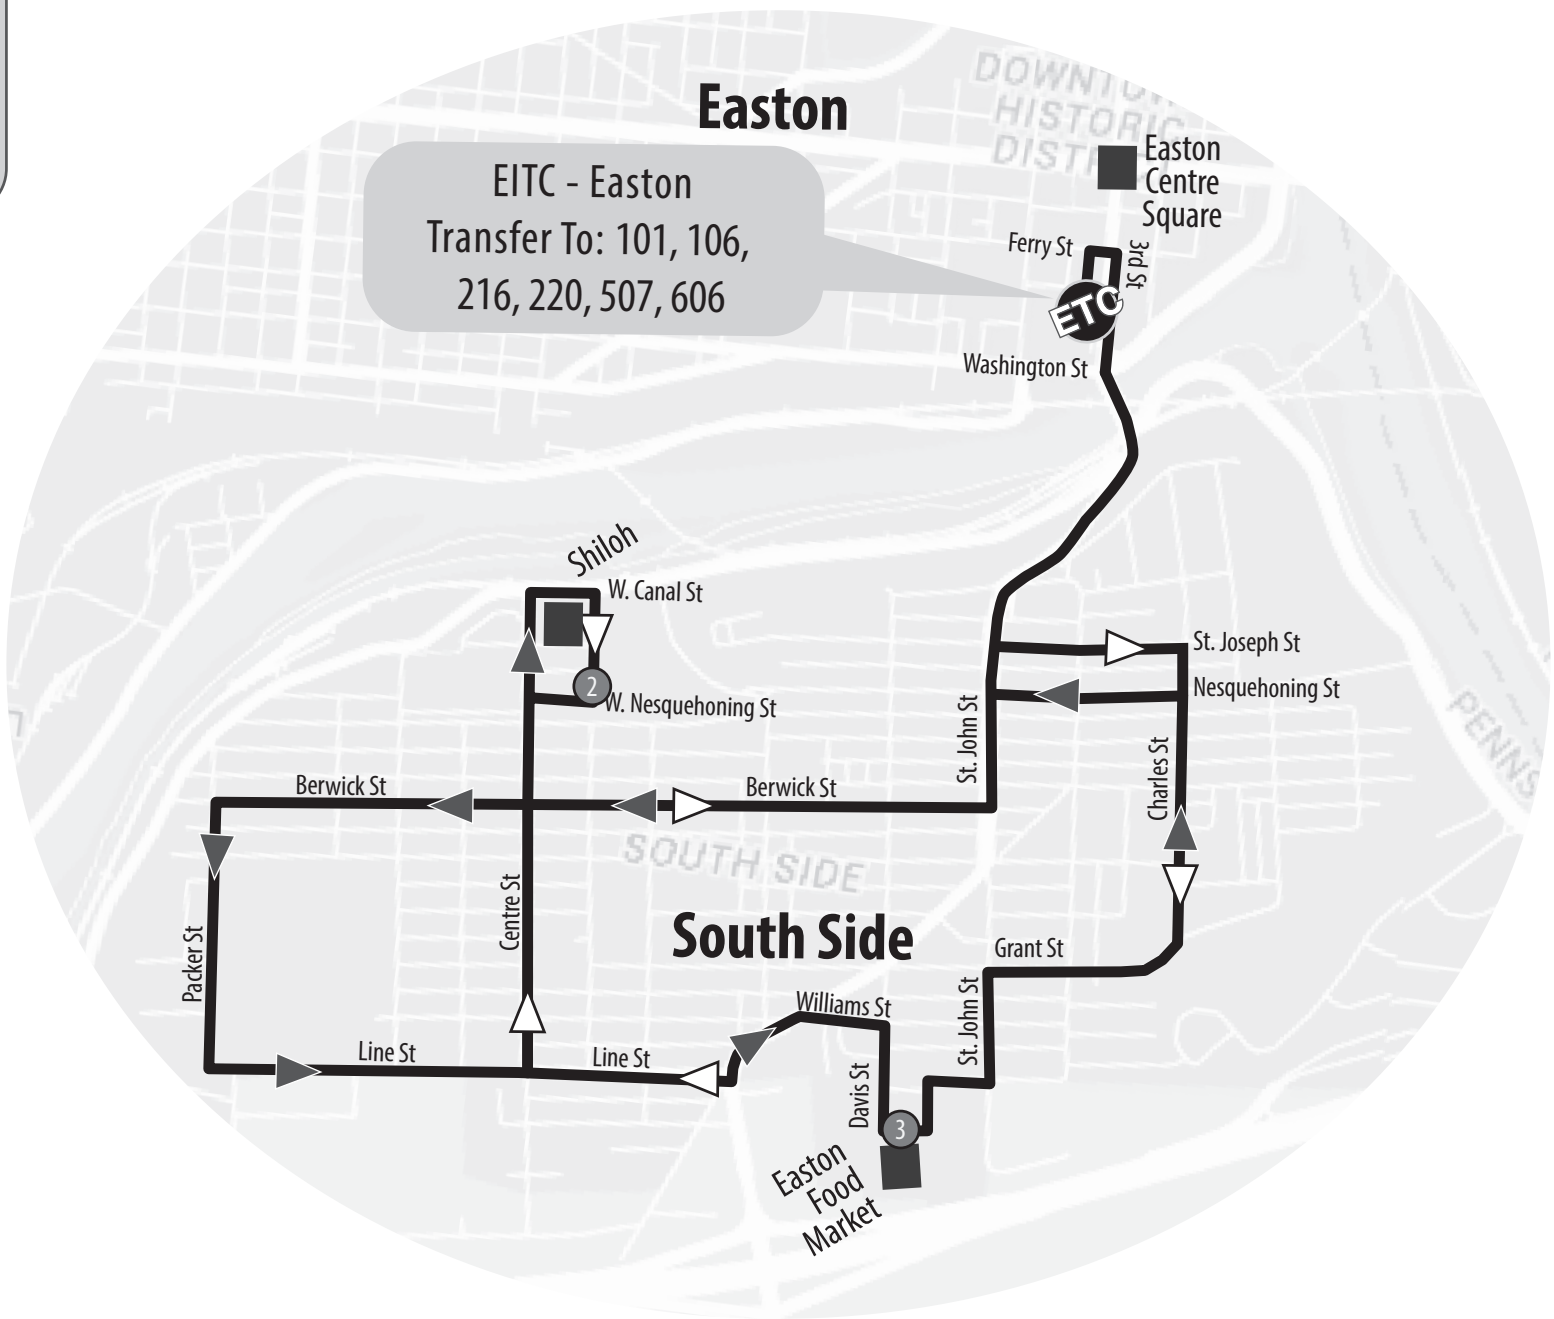 Easton
DOWNTO
HISTORIC
DIST
Easton
Centre
Square
EITC - Easton
Transfer To: 101, 106,
216, 220, 507, 606
Ferry St
3rd St
ETC
Washington St
Shiloh
W. Canal St
2
W. Nesquehoning St
St. Joseph St
Nesquehoning St
PENNS
St. John St
Charles St
Berwick St
Berwick St
SOUTH SIDE
South Side
Centre St
Packer St
Grant St
St. John St
Williams St
Line St
Line St
Davis St
3
Easton
Food
Market